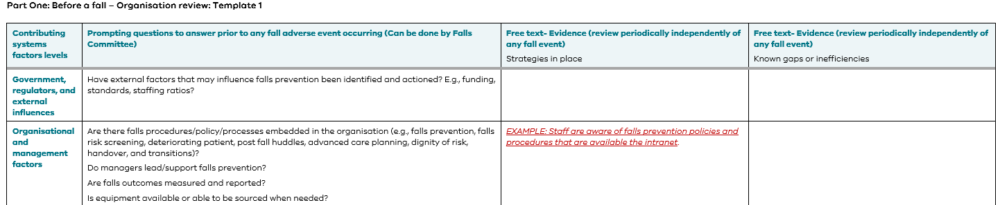 Part One: Before a fall – Organisation review: Template 1
Contributing
systems
factors levels
Prompting questions to answer prior to any fall adverse event occurring (Can be done by Falls
Committee)
Free text- Evidence (review periodically independently of
any fall event)
Strategies in place
Free text- Evidence (review periodically independently of
any fall event)
Known gaps or inefficiencies
Government,
regulators, and
external
influences
Have external factors that may influence falls prevention been identified and actioned? E.g., funding,
standards, staffing ratios?
Organisational
and
management
factors
Are there falls procedures/policy/processes embedded in the organisation (e.g., falls prevention, falls
risk screening, deteriorating patient, post fall huddles, advanced care planning, dignity of risk,
handover, and transitions)?
Do managers lead/support falls prevention?
Are falls outcomes measured and reported?
Is equipment available or able to be sourced when needed?
EXAMPLE: Staff are aware of falls prevention policies and
procedures that are available the intranet.